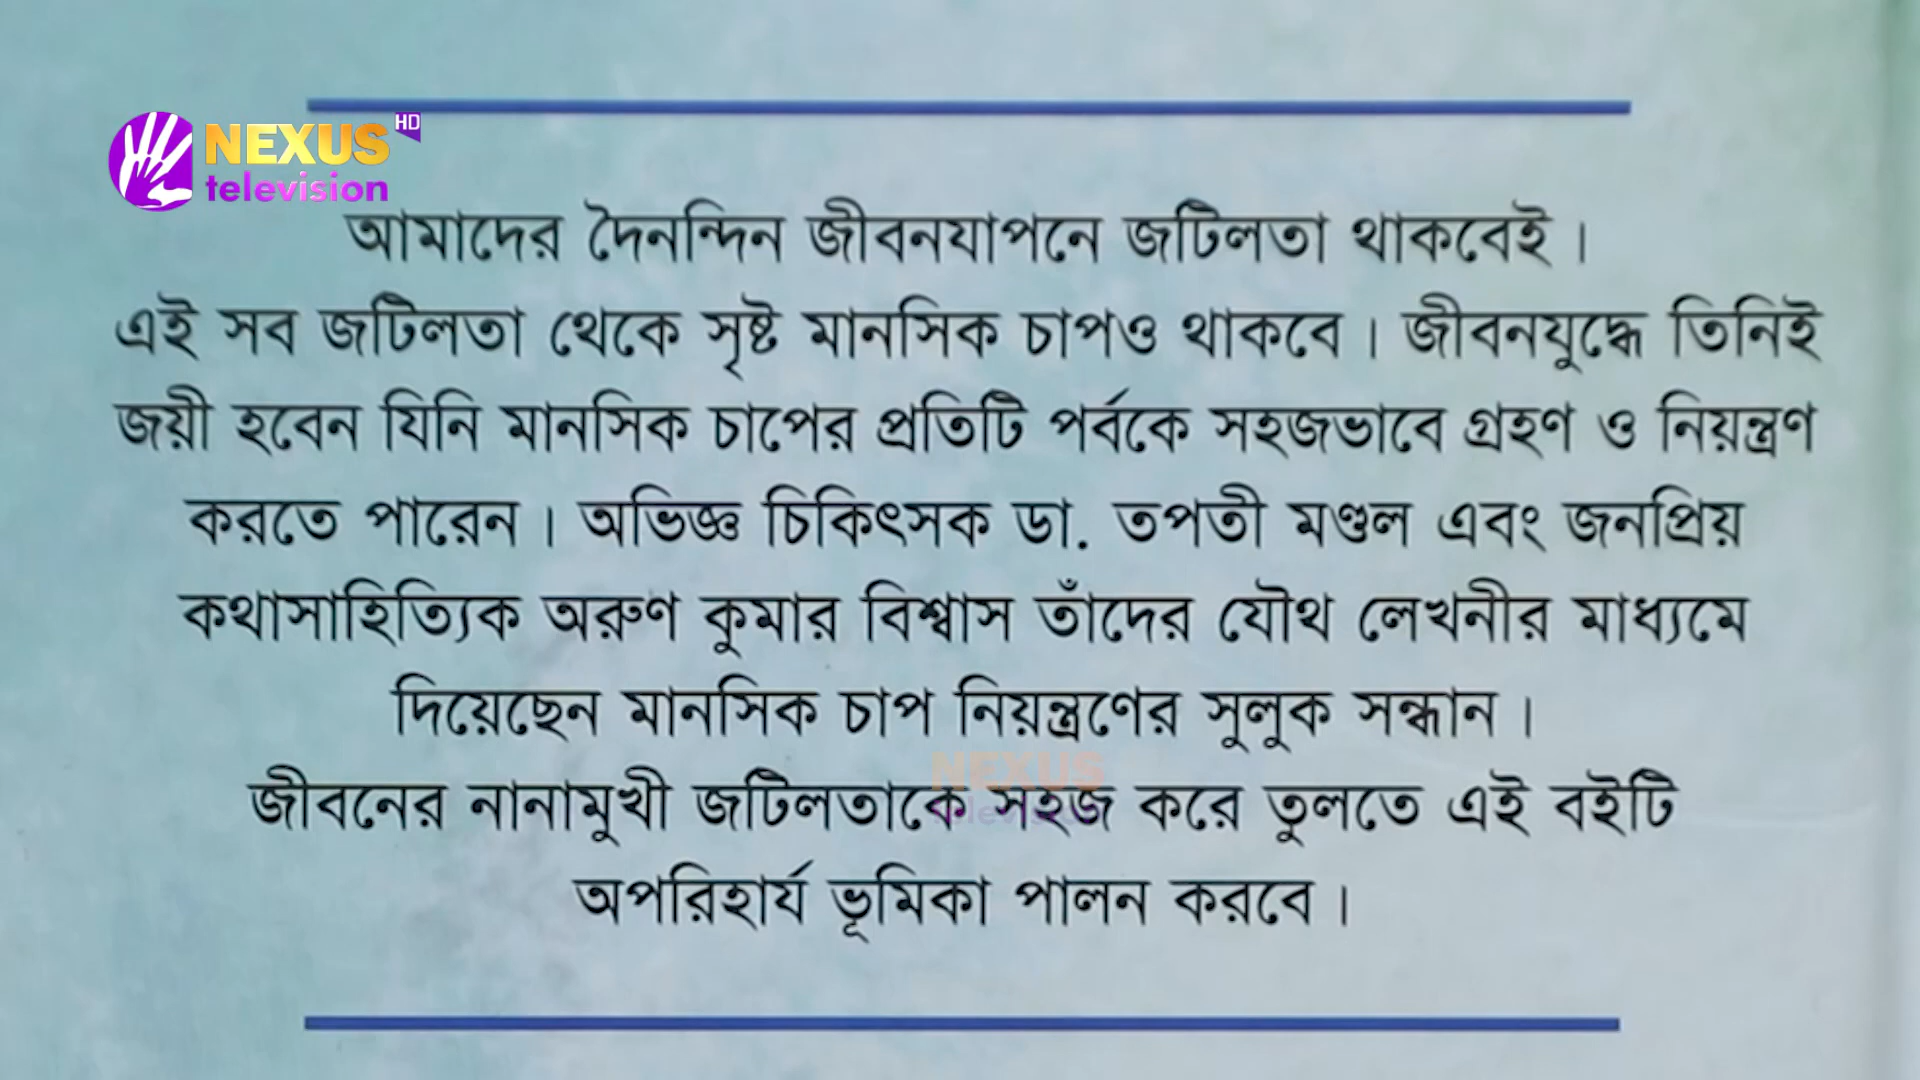 NEXUS HD
television
আমাদের দৈনন্দিন জীবনযাপনে জটিলতা থাকবেই।
এই সব জটিলতা থেকে সৃষ্ট মানসিক চাপও থাকবে। জীবনযুদ্ধে তিনিই
জয়ী হবেন যিনি মানসিক চাপের প্রতিটি পর্বকে সহজভাবে গ্রহণ ও নিয়ন্ত্রণ
করতে পারেন। অভিজ্ঞ চিকিৎসক ডা. তপতী মণ্ডল এবং জনপ্রিয়
কথাসাহিত্যিক অরুণ কুমার বিশ্বাস তাঁদের যৌথ লেখনীর মাধ্যমে
দিয়েছেন মানসিক চাপ নিয়ন্ত্রণের সুলুক সন্ধান।
NEXUS
television
জীবনের নানামুখী জটিলতাকে সহজ করে তুলতে এই বইটি
অপরিহার্য ভূমিকা পালন করবে।